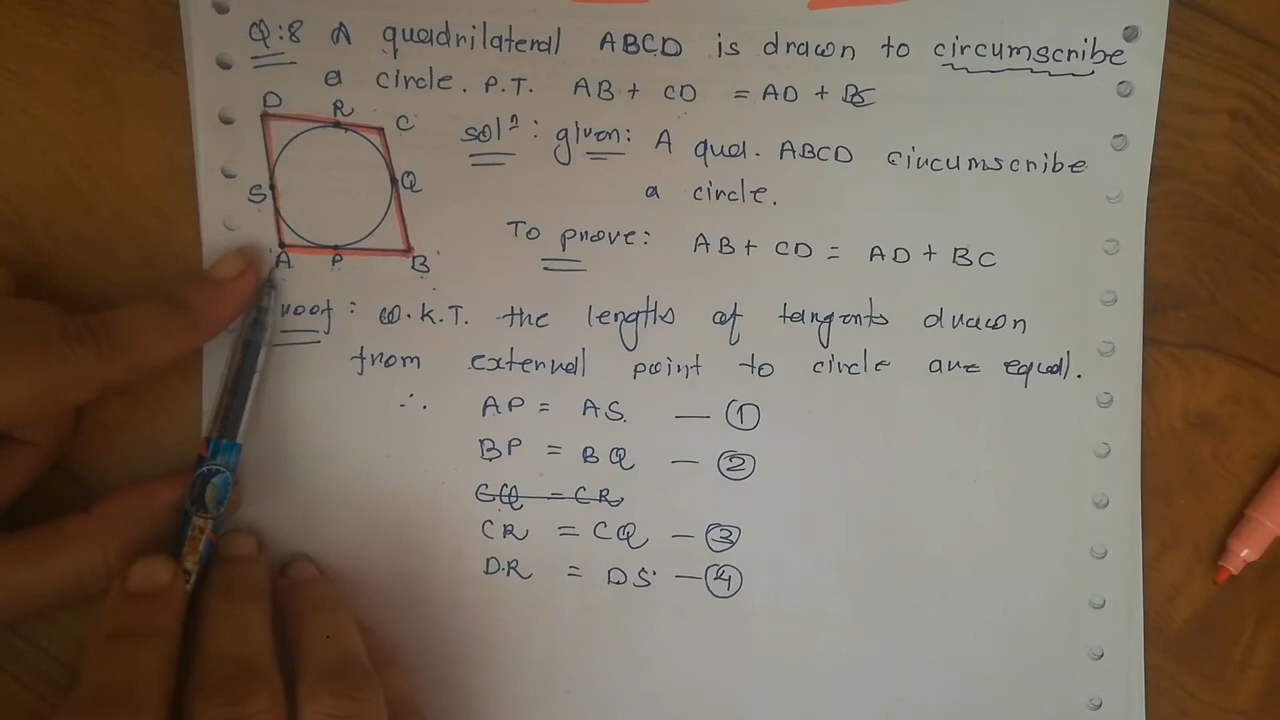 Q:8 A quadrilateral ABCD is drawn to circumscribe
a circle. P.T. AB + CD = AD + BC
D R C
S Q
A P B
solⁿ: given: A quad. ABCD circumscribe
a circle.
To prove: AB + CD = AD + BC
roof: W.K.T. the lengths of tangents drawn
from external point to circle are equal.
∴ AP = AS — ①
BP = BQ — ②
CQ = CR
CR = CQ — ③
DR = DS — ④